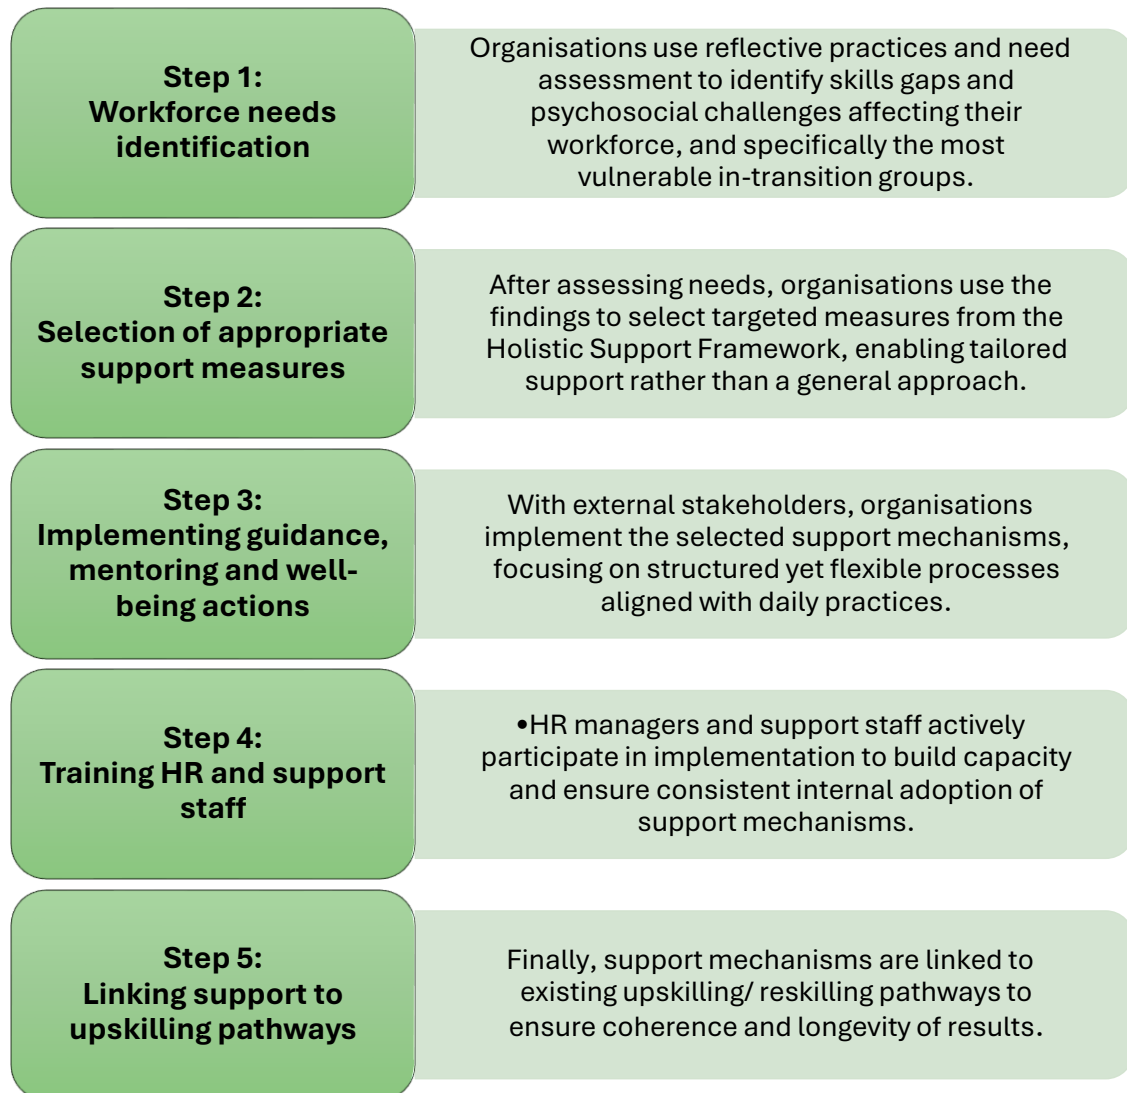 Step 1:
Workforce needs
identification
Organisations use reflective practices and need
assessment to identify skills gaps and
psychosocial challenges affecting their
workforce, and specifically the most
vulnerable in-transition groups.
Step 2:
Selection of appropriate
support measures
After assessing needs, organisations use the
findings to select targeted measures from the
Holistic Support Framework, enabling tailored
support rather than a general approach.
Step 3:
Implementing guidance,
mentoring and well-
being actions
With external stakeholders, organisations
implement the selected support mechanisms,
focusing on structured yet flexible processes
aligned with daily practices.
Step 4:
Training HR and support
staff
•HR managers and support staff actively
participate in implementation to build capacity
and ensure consistent internal adoption of
support mechanisms.
Step 5:
Linking support to
upskilling pathways
Finally, support mechanisms are linked to
existing upskilling/ reskilling pathways to
ensure coherence and longevity of results.